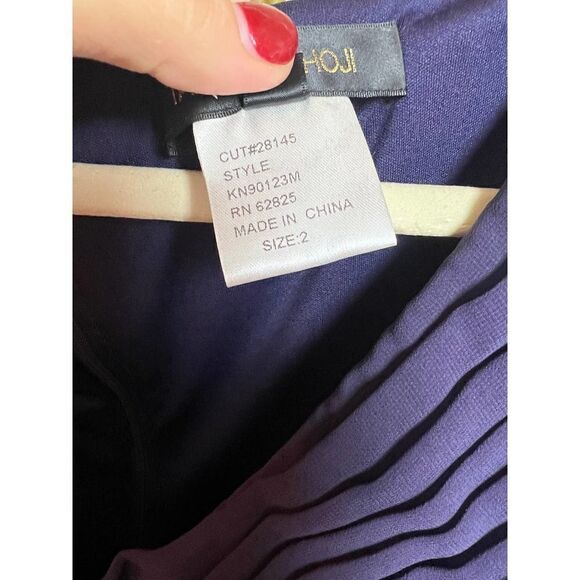 HOJI
CUT#28145
STYLE
KN90123M
RN 62825
MADE IN CHINA
SIZE:2